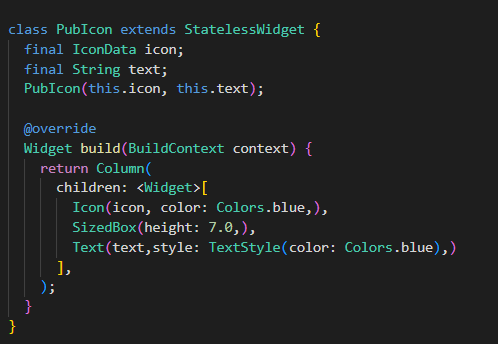 class PubIcon extends StatelessWidget {
  final IconData icon;
  final String text;
  PubIcon(this.icon, this.text);

  @override
  Widget build(BuildContext context) {
    return Column(
      children: <Widget>[
        Icon(icon, color: Colors.blue,),
        SizedBox(height: 7.0,),
        Text(text,style: TextStyle(color: Colors.blue),)
      ],
    );
  }
}